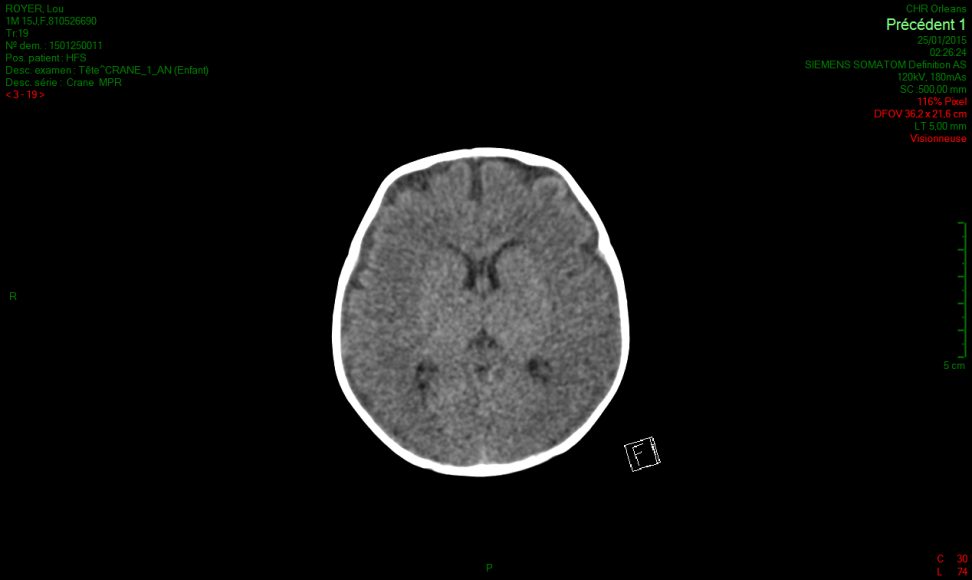 ROYER, Lou
1M 15J,F,810526690
Tr:19
Nº dem. : 1501250011
Pos. patient : HFS
Desc. examen : Tête^CRANE_1_AN (Enfant)
Desc. série : Crane MPR
< 3 - 19 >
CHR Orleans
Précédent 1
25/01/2015
02:26:24
SIEMENS SOMATOM Definition AS
120kV, 180mAs
SC :500,00 mm
116% Pixel
DFOV 36,2 x 21,6 cm
LT 5,00 mm
Visionneuse
R
5 cm
F
P
C 30
L 74